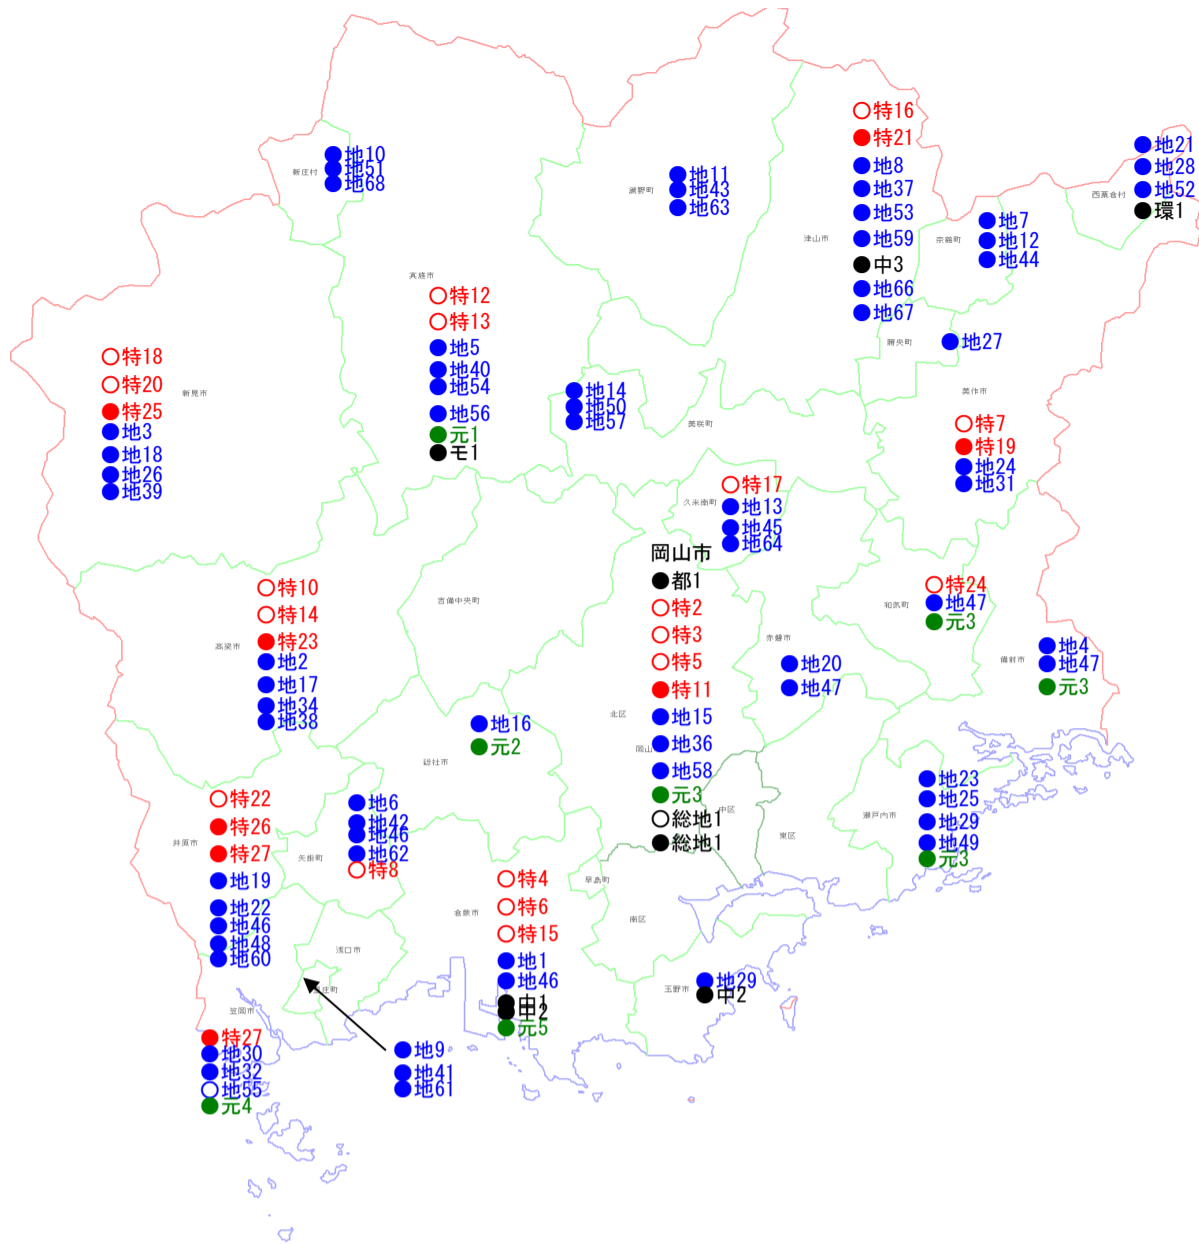 特16
特21
地8
地37
地53
地59
中3
地66
地67
津山市
地10
地51
地68
新庄村
地11
地43
地63
鏡野町
地21
地28
地52
環1
西粟倉村
地7
地12
地44
奈義町
地27
勝央町
真庭市
特12
特13
地5
地40
地54
地56
元1
モ1
特18
特20
特25
地3
地18
地26
地39
新見市
地14
地50
地57
美咲町
美作市
特7
特19
地24
地31
久米南町
特17
地13
地45
地64
岡山市
都1
特2
特3
特5
特11
地15
地36
地58
元3
総地1
総地1
北区
岡山
中区
東区
南区
特24
地47
元3
和気町
地4
地47
元3
備前市
赤磐市
地20
地47
吉備中央町
特10
特14
特23
地2
地17
地34
地38
高梁市
地16
元2
総社市
地23
地25
地29
地49
元3
瀬戸内市
特22
特26
特27
地19
地22
地46
地48
地60
井原市
地6
地42
地46
地62
特8
矢掛町
早島町
倉敷市
特4
特6
特15
地1
地46
中1
中2
元5
浅口市
庄町
笠岡市
特27
地30
地32
地55
元4
地9
地41
地61
玉野市
地29
中2